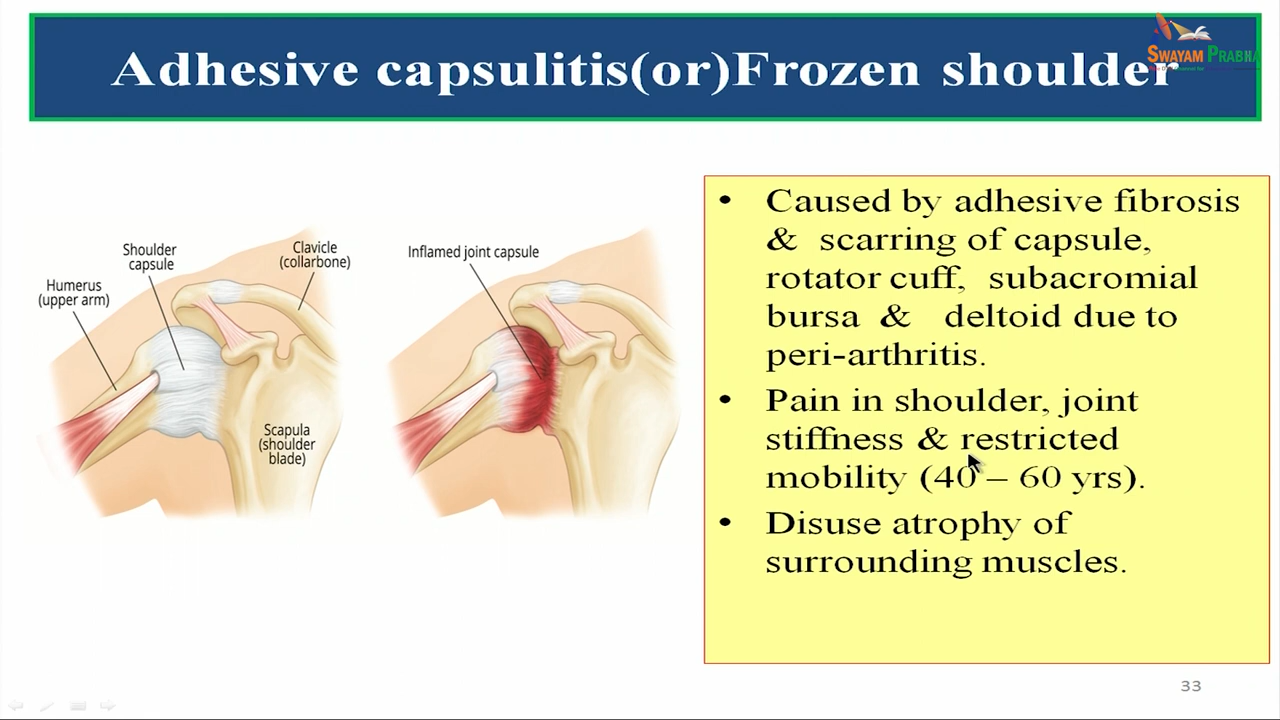 Adhesive capsulitis(or)Frozen shoulder
SWAYAM PRABHA
Shoulder
capsule
Clavicle
(collarbone)
Humerus
(upper arm)
Scapula
(shoulder
blade)
Inflamed joint capsule
• Caused by adhesive fibrosis
& scarring of capsule,
rotator cuff, subacromial
bursa & deltoid due to
peri-arthritis.
• Pain in shoulder, joint
stiffness & restricted
mobility (40 – 60 yrs).
• Disuse atrophy of
surrounding muscles.
33